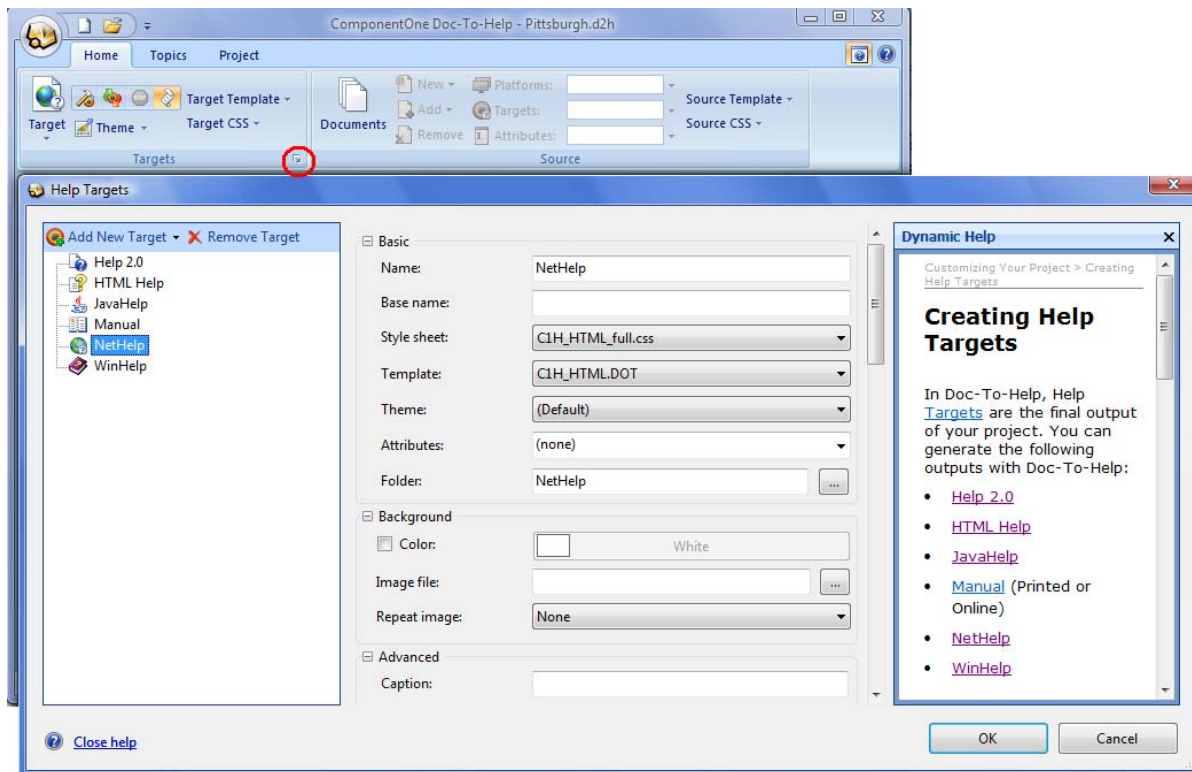 ComponentOne Doc-To-Help - Pittsburgh.d2h
Home Topics Project
Target
Theme
Target Template
Target CSS
Targets
Documents
New
Add
Remove
Platforms:
Targets:
Attributes:
Source Template
Source CSS
Source
Help Targets
Add New Target Remove Target
Help 2.0
HTML Help
JavaHelp
Manual
NetHelp
WinHelp
Basic
Name: NetHelp
Base name:
Style sheet: C1H_HTML_full.css
Template: C1H_HTML.DOT
Theme: (Default)
Attributes: (none)
Folder: NetHelp ...
Background
Color: White
Image file: ...
Repeat image: None
Advanced
Caption:
Dynamic Help
Customizing Your Project > Creating
Help Targets
Creating Help
Targets
In Doc-To-Help, Help
Targets are the final output
of your project. You can
generate the following
outputs with Doc-To-Help:
• Help 2.0
• HTML Help
• JavaHelp
• Manual (Printed or
Online)
• NetHelp
• WinHelp
Close help
OK Cancel